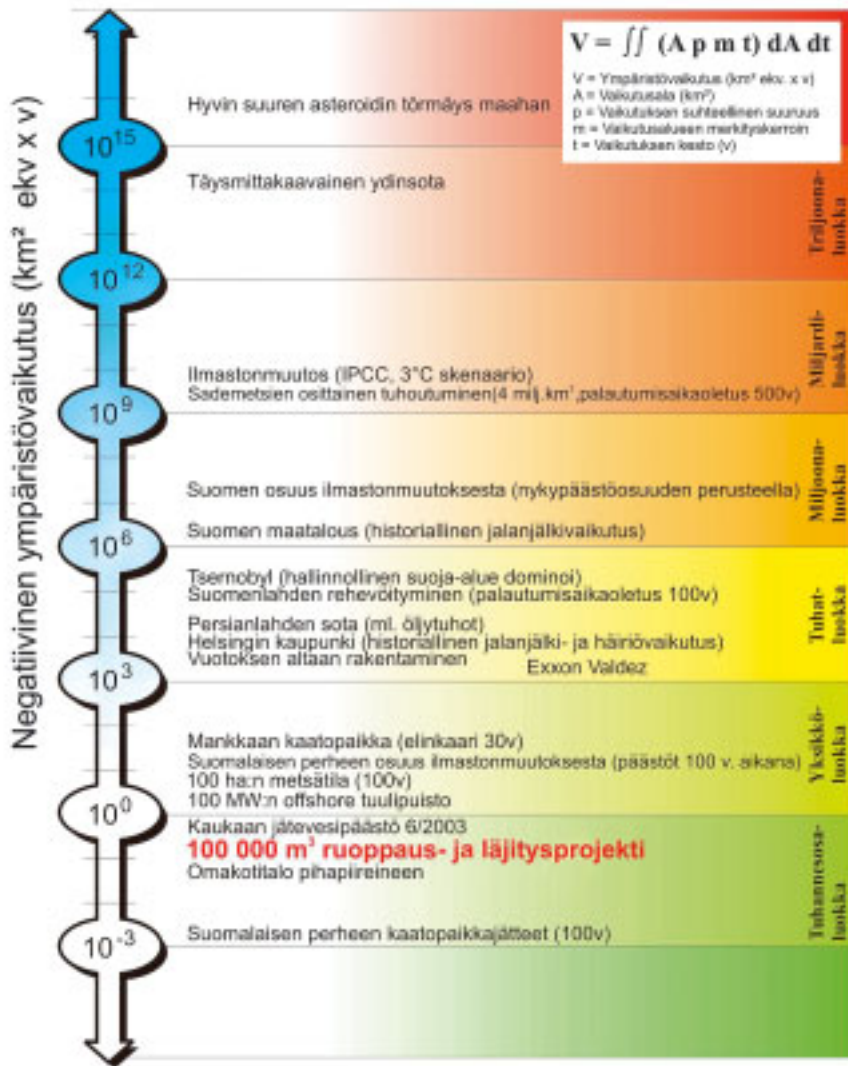 V = ∬ (A p m t) dA dt
V = Ympäristövaikutus (km² ekv. x v)
A = Vaikutusala (km²)
p = Vaikutuksen suhteellinen suuruus
m = Vaikutusalueen merkityskerroin
t = Vaikutuksen kesto (v)
Negatiivinen ympäristövaikutus (km² ekv x v)
Hyvin suuren asteroidin törmäys maahan
10¹⁵
Täysmittakaavainen ydinsota
Triljoona-
luokka
10¹²
Miljardi-
luokka
Ilmastonmuutos (IPCC, 3°C skenaario)
Sademetsien osittainen tuhoutuminen(4 milj.km²,palautumisaikaoletus 500v)
10⁹
Miljoona-
luokka
Suomen osuus ilmastonmuutoksesta (nykypäästöosuuden perusteella)
Suomen maatalous (historiallinen jalanjälkivaikutus)
10⁶
Tsernobyl (hallinnollinen suoja-alue dominoi)
Suomenlahden rehevöityminen (palautumisaikaoletus 100v)
Tuhat-
luokka
Persianlahden sota (ml. öljytuhot)
Helsingin kaupunki (historiallinen jalanjälki- ja häiriövaikutus)
Vuotoksen altaan rakentaminen
Exxon Valdez
10³
Yksikkö-
luokka
Mankkaan kaatopaikka (elinkaari 30v)
Suomalaisen perheen osuus ilmastonmuutoksesta (päästöt 100 v. aikana)
100 ha:n metsätila (100v)
100 MW:n offshore tuulipuisto
10⁰
Kaukaan jätevesipäästö 6/2003
100 000 m³ ruoppaus- ja läjitysprojekti
Omakotitalo pihapiireineen
Tuhannesosa-
luokka
Suomalaisen perheen kaatopaikkajätteet (100v)
10⁻³